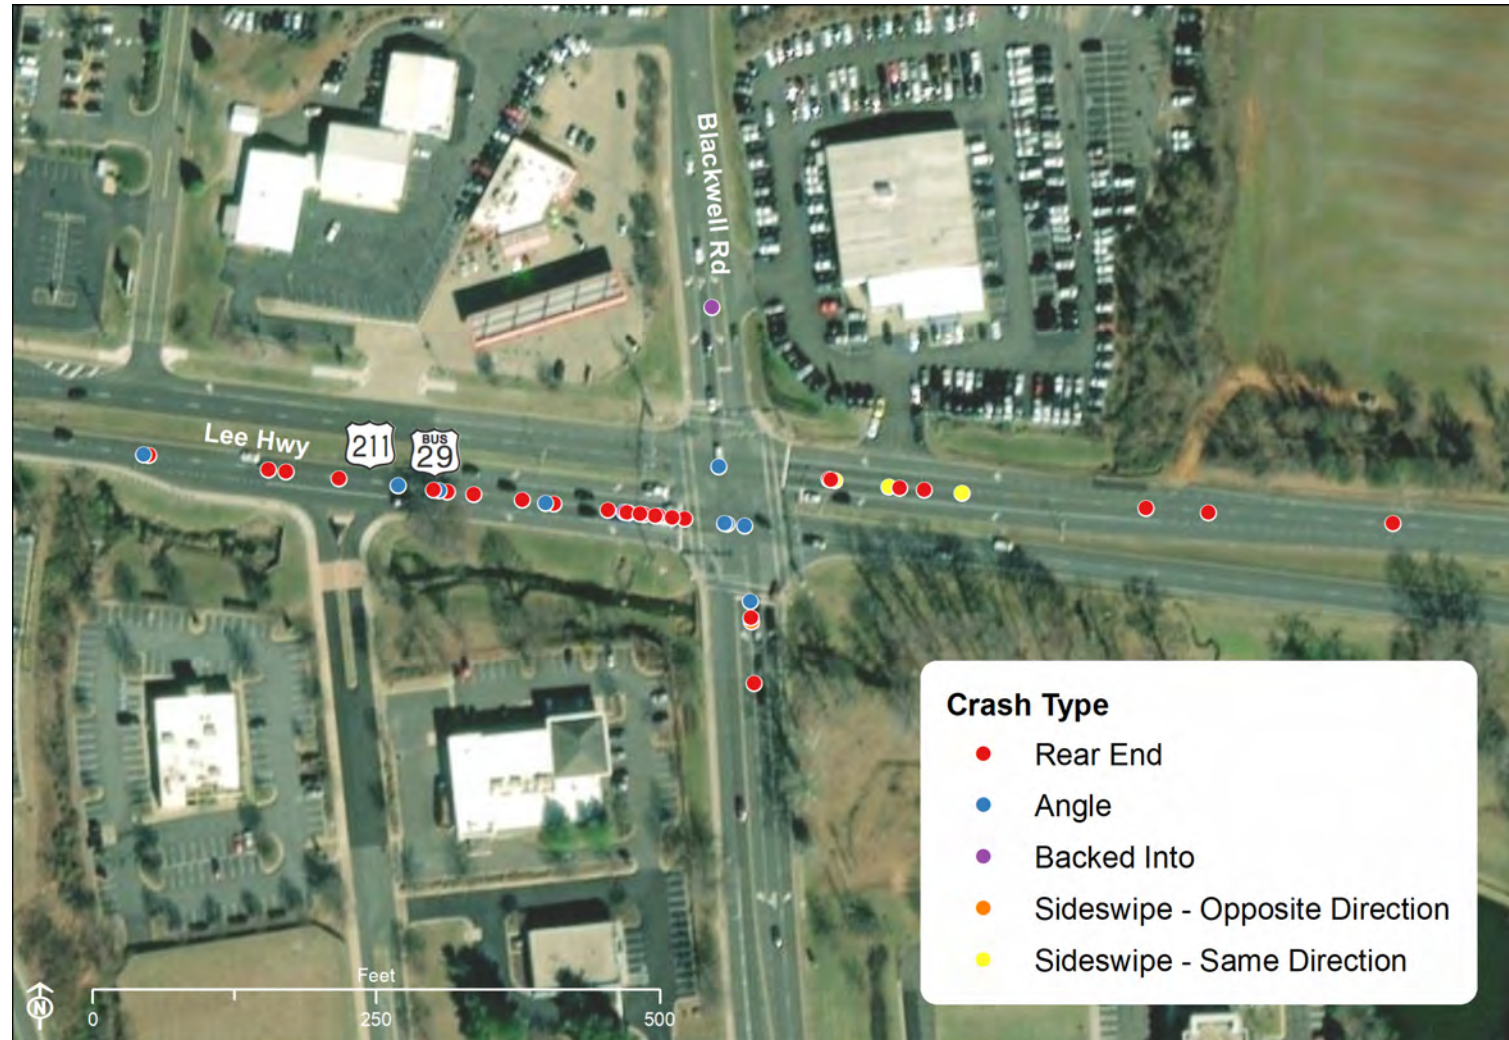 Blackwell Rd
Lee Hwy
211
BUS
29
Crash Type
Rear End
Angle
Backed Into
Sideswipe - Opposite Direction
Sideswipe - Same Direction
Feet
0
250
500
N